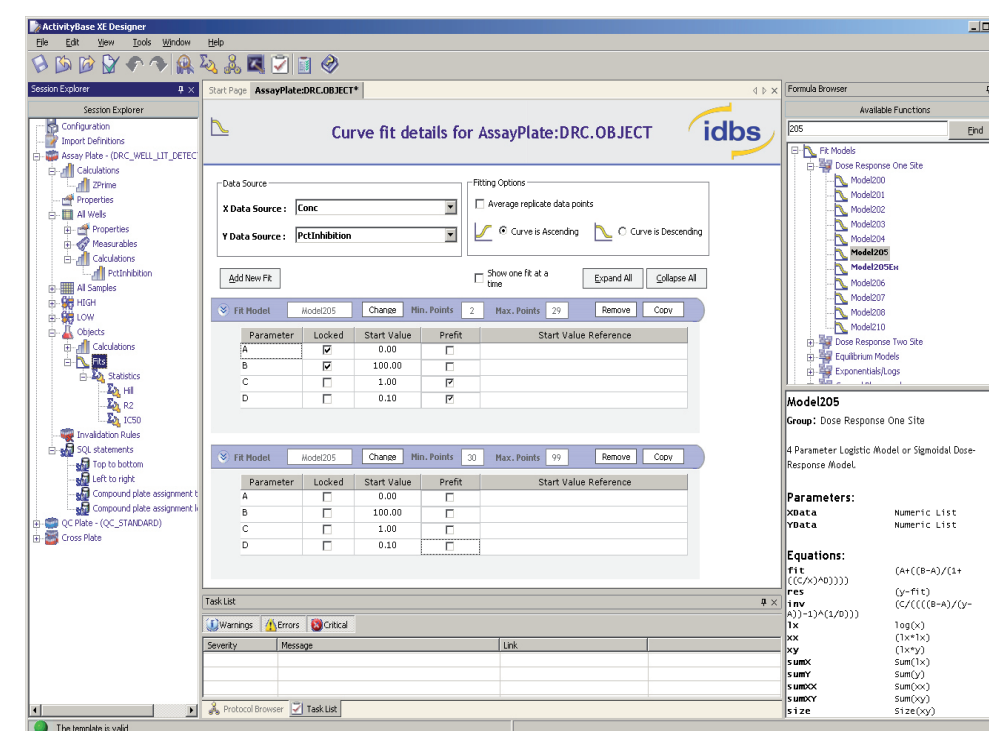 ActivityBase XE Designer
File Edit View Tools Window Help
Session Explorer
Session Explorer
Configuration
Import Definitions
Assay Plate - (DRC_WELL_LIT_DETEC
Calculations
ZPrime
Properties
All Wells
Properties
Measurables
Calculations
PctInhibition
All Samples
HIGH
LOW
Objects
Calculations
Fits
Statistics
Hill
R2
IC50
Invalidation Rules
SQL statements
Top to bottom
Left to right
Compound plate assignment t
Compound plate assignment l
QC Plate - (QC_STANDARD)
Cross Plate
Start Page AssayPlate:DRC.OBJECT*
Curve fit details for AssayPlate:DRC.OBJECT
idbs
Data Source
X Data Source : Conc
Y Data Source : PctInhibition
Fitting Options
Average replicate data points
Curve is Ascending Curve is Descending
Add New Fit
Show one fit at a time
Expand All Collapse All
Fit Model Model205 Change Min. Points 2 Max. Points 29 Remove Copy
Parameter Locked Start Value Prefit Start Value Reference
A 0.00
B 100.00
C 1.00
D 0.10
Fit Model Model205 Change Min. Points 30 Max. Points 99 Remove Copy
Parameter Locked Start Value Prefit Start Value Reference
A 0.00
B 100.00
C 1.00
D 0.10
Task List
Warnings Errors Critical
Severity Message Link
Protocol Browser Task List
Formula Browser
Available Functions
205 Find
Fit Models
Dose Response One Site
Model200
Model201
Model202
Model203
Model204
Model205
Model205Ex
Model206
Model207
Model208
Model210
Dose Response Two Site
Equilibrium Models
Exponentials/Logs
Model205
Group: Dose Response One Site
4 Parameter Logistic Model or Sigmoidal Dose-
Response Model.
Parameters:
XData Numeric List
YData Numeric List
Equations:
fit (A+((B-A)/(1+
((C/x)^D))))
res (y-fit)
inv (C/((((B-A)/(y-
A))-1)^(1/D)))
lx log(x)
xx (lx*lx)
xy (lx*y)
sumX Sum(lx)
sumY Sum(y)
sumXX Sum(xx)
sumXY Sum(xy)
size Size(xy)
The template is valid